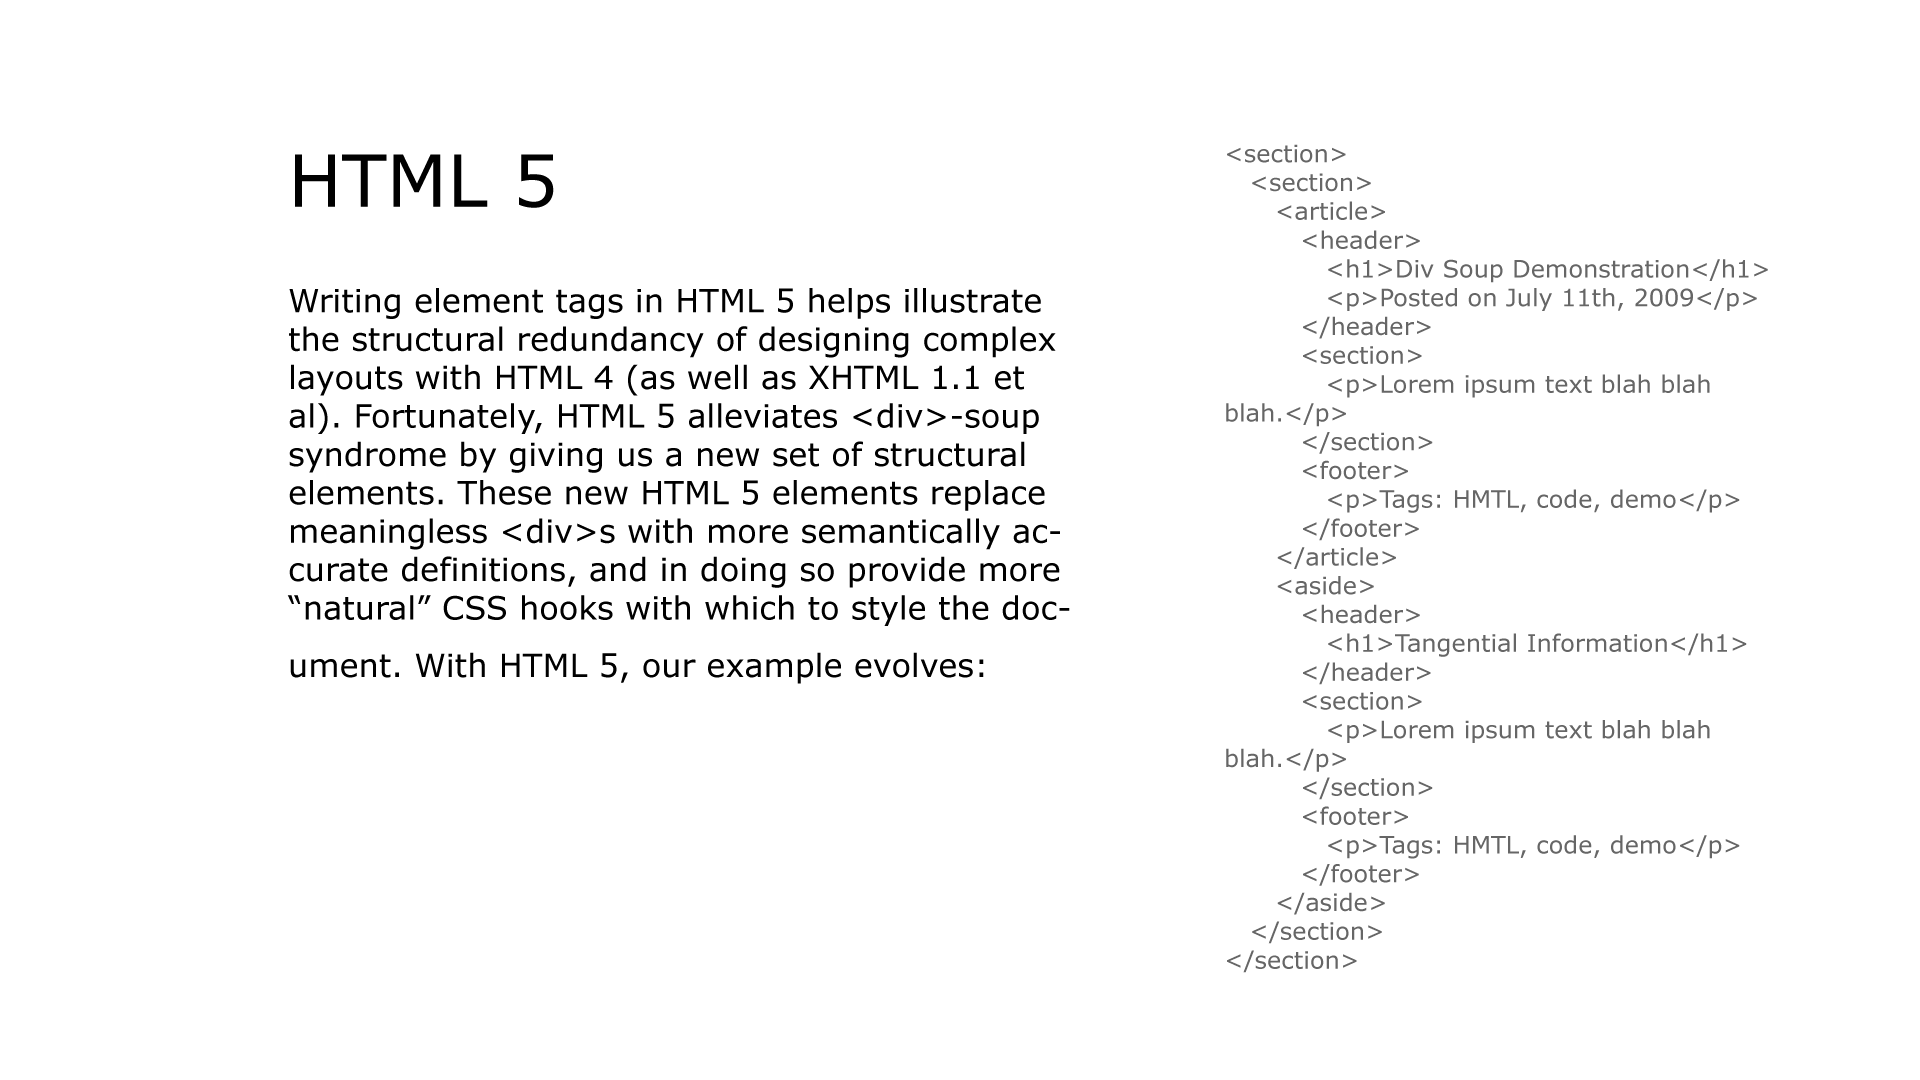 HTML 5
Writing element tags in HTML 5 helps illustrate
the structural redundancy of designing complex
layouts with HTML 4 (as well as XHTML 1.1 et
al). Fortunately, HTML 5 alleviates <div>-soup
syndrome by giving us a new set of structural
elements. These new HTML 5 elements replace
meaningless <div>s with more semantically ac-
curate definitions, and in doing so provide more
“natural” CSS hooks with which to style the doc-
ument. With HTML 5, our example evolves:
<section>
  <section>
    <article>
      <header>
        <h1>Div Soup Demonstration</h1>
        <p>Posted on July 11th, 2009</p>
      </header>
      <section>
        <p>Lorem ipsum text blah blah
blah.</p>
      </section>
      <footer>
        <p>Tags: HMTL, code, demo</p>
      </footer>
    </article>
    <aside>
      <header>
        <h1>Tangential Information</h1>
      </header>
      <section>
        <p>Lorem ipsum text blah blah
blah.</p>
      </section>
      <footer>
        <p>Tags: HMTL, code, demo</p>
      </footer>
    </aside>
  </section>
</section>